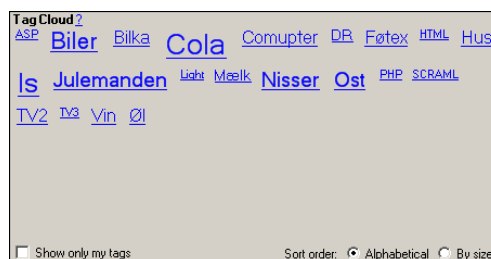 Tag Cloud ?
ASP Biler Bilka Cola Comupter DR Føtex HTML Hus
Is Julemanden Light Mælk Nisser Ost PHP SCRAML
TV2 TV3 Vin Øl
Show only my tags Sort order: Alphabetical By size